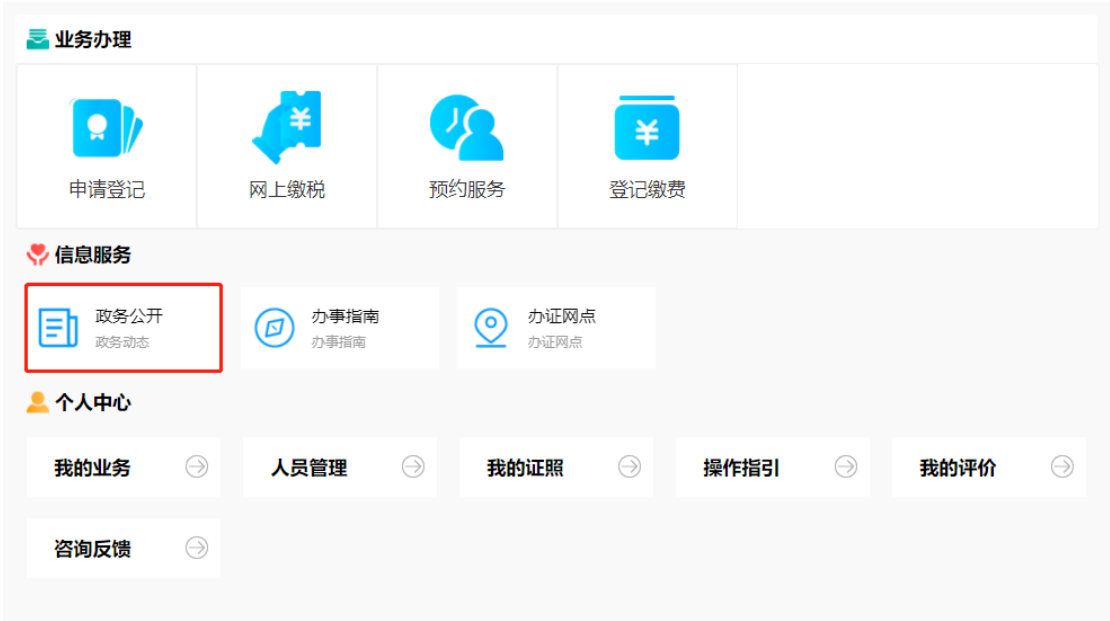 业务办理
申请登记
网上缴税
预约服务
登记缴费
信息服务
政务公开
政务动态
办事指南
办事指南
办证网点
办证网点
个人中心
我的业务
人员管理
我的证照
操作指引
我的评价
咨询反馈